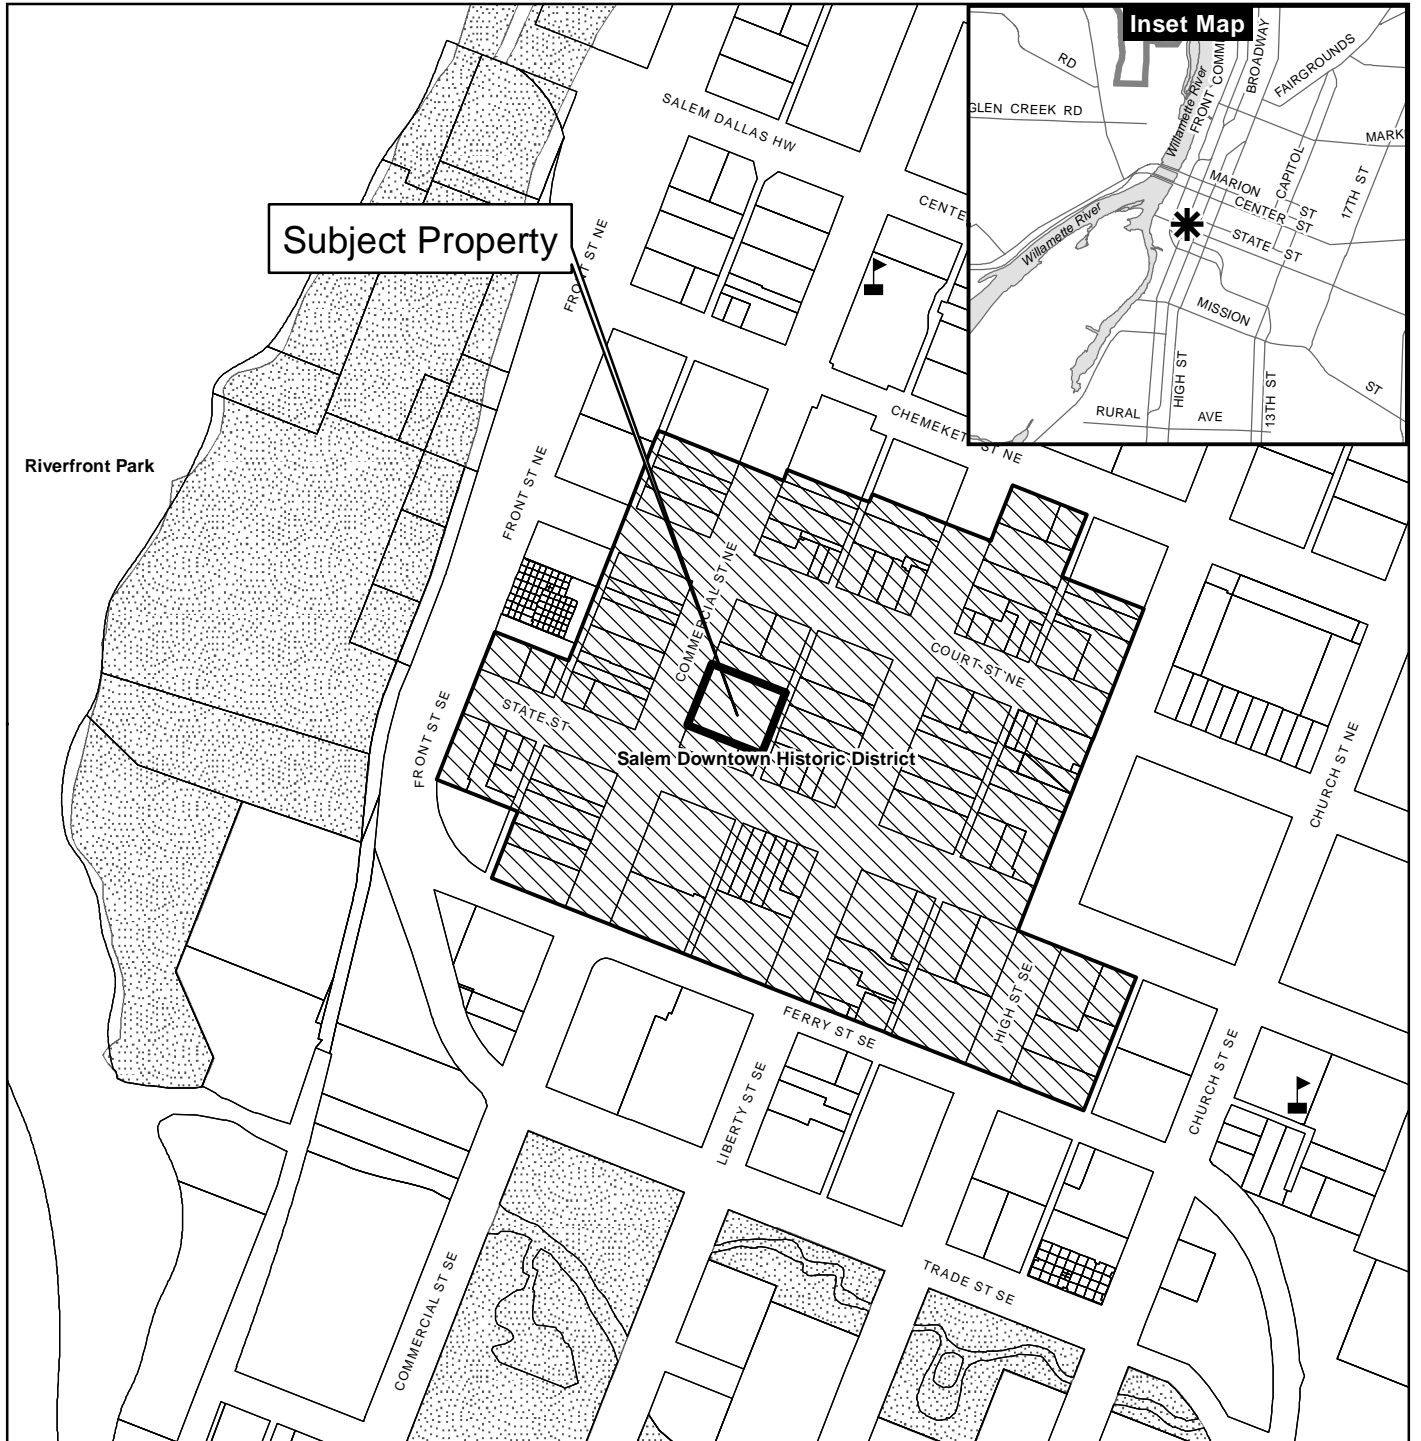 Inset Map
RD
GLEN CREEK RD
Willamette River
FRONT
COMM
BROADWAY
FAIRGROUNDS
MARK
CAPITOL
17TH ST
MARION
ST
CENTER ST
STATE ST
Willamette River
MISSION
ST
HIGH ST
13TH ST
RURAL
AVE
SALEM DALLAS HW
CENTE
Subject Property
FRONT ST NE
CHEMEKET ST NE
Riverfront Park
FRONT ST NE
COMMERCIAL ST NE
COURT ST NE
STATE ST
FRONT ST SE
Salem Downtown Historic District
CHURCH ST NE
HIGH ST SE
FERRY ST SE
LIBERTY ST SE
CHURCH ST SE
TRADE ST SE
COMMERCIAL ST SE